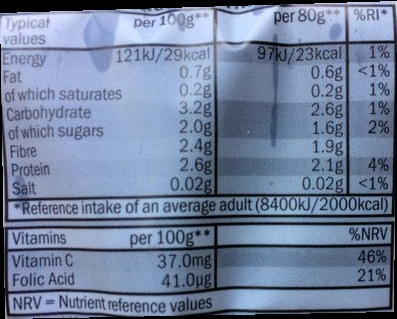 Typical values per 100g** per 80g** %RI*
Energy 121kJ/29kcal 97kJ/23kcal 1%
Fat 0.7g 0.6g <1%
of which saturates 0.2g 0.2g 1%
Carbohydrate 3.2g 2.6g 1%
of which sugars 2.0g 1.6g 2%
Fibre 2.4g 1.9g
Protein 2.6g 2.1g 4%
Salt 0.02g 0.02g <1%
*Reference intake of an average adult (8400kJ/2000kcal)
Vitamins per 100g** %NRV
Vitamin C 37.0mg 46%
Folic Acid 41.0µg 21%
NRV = Nutrient reference values